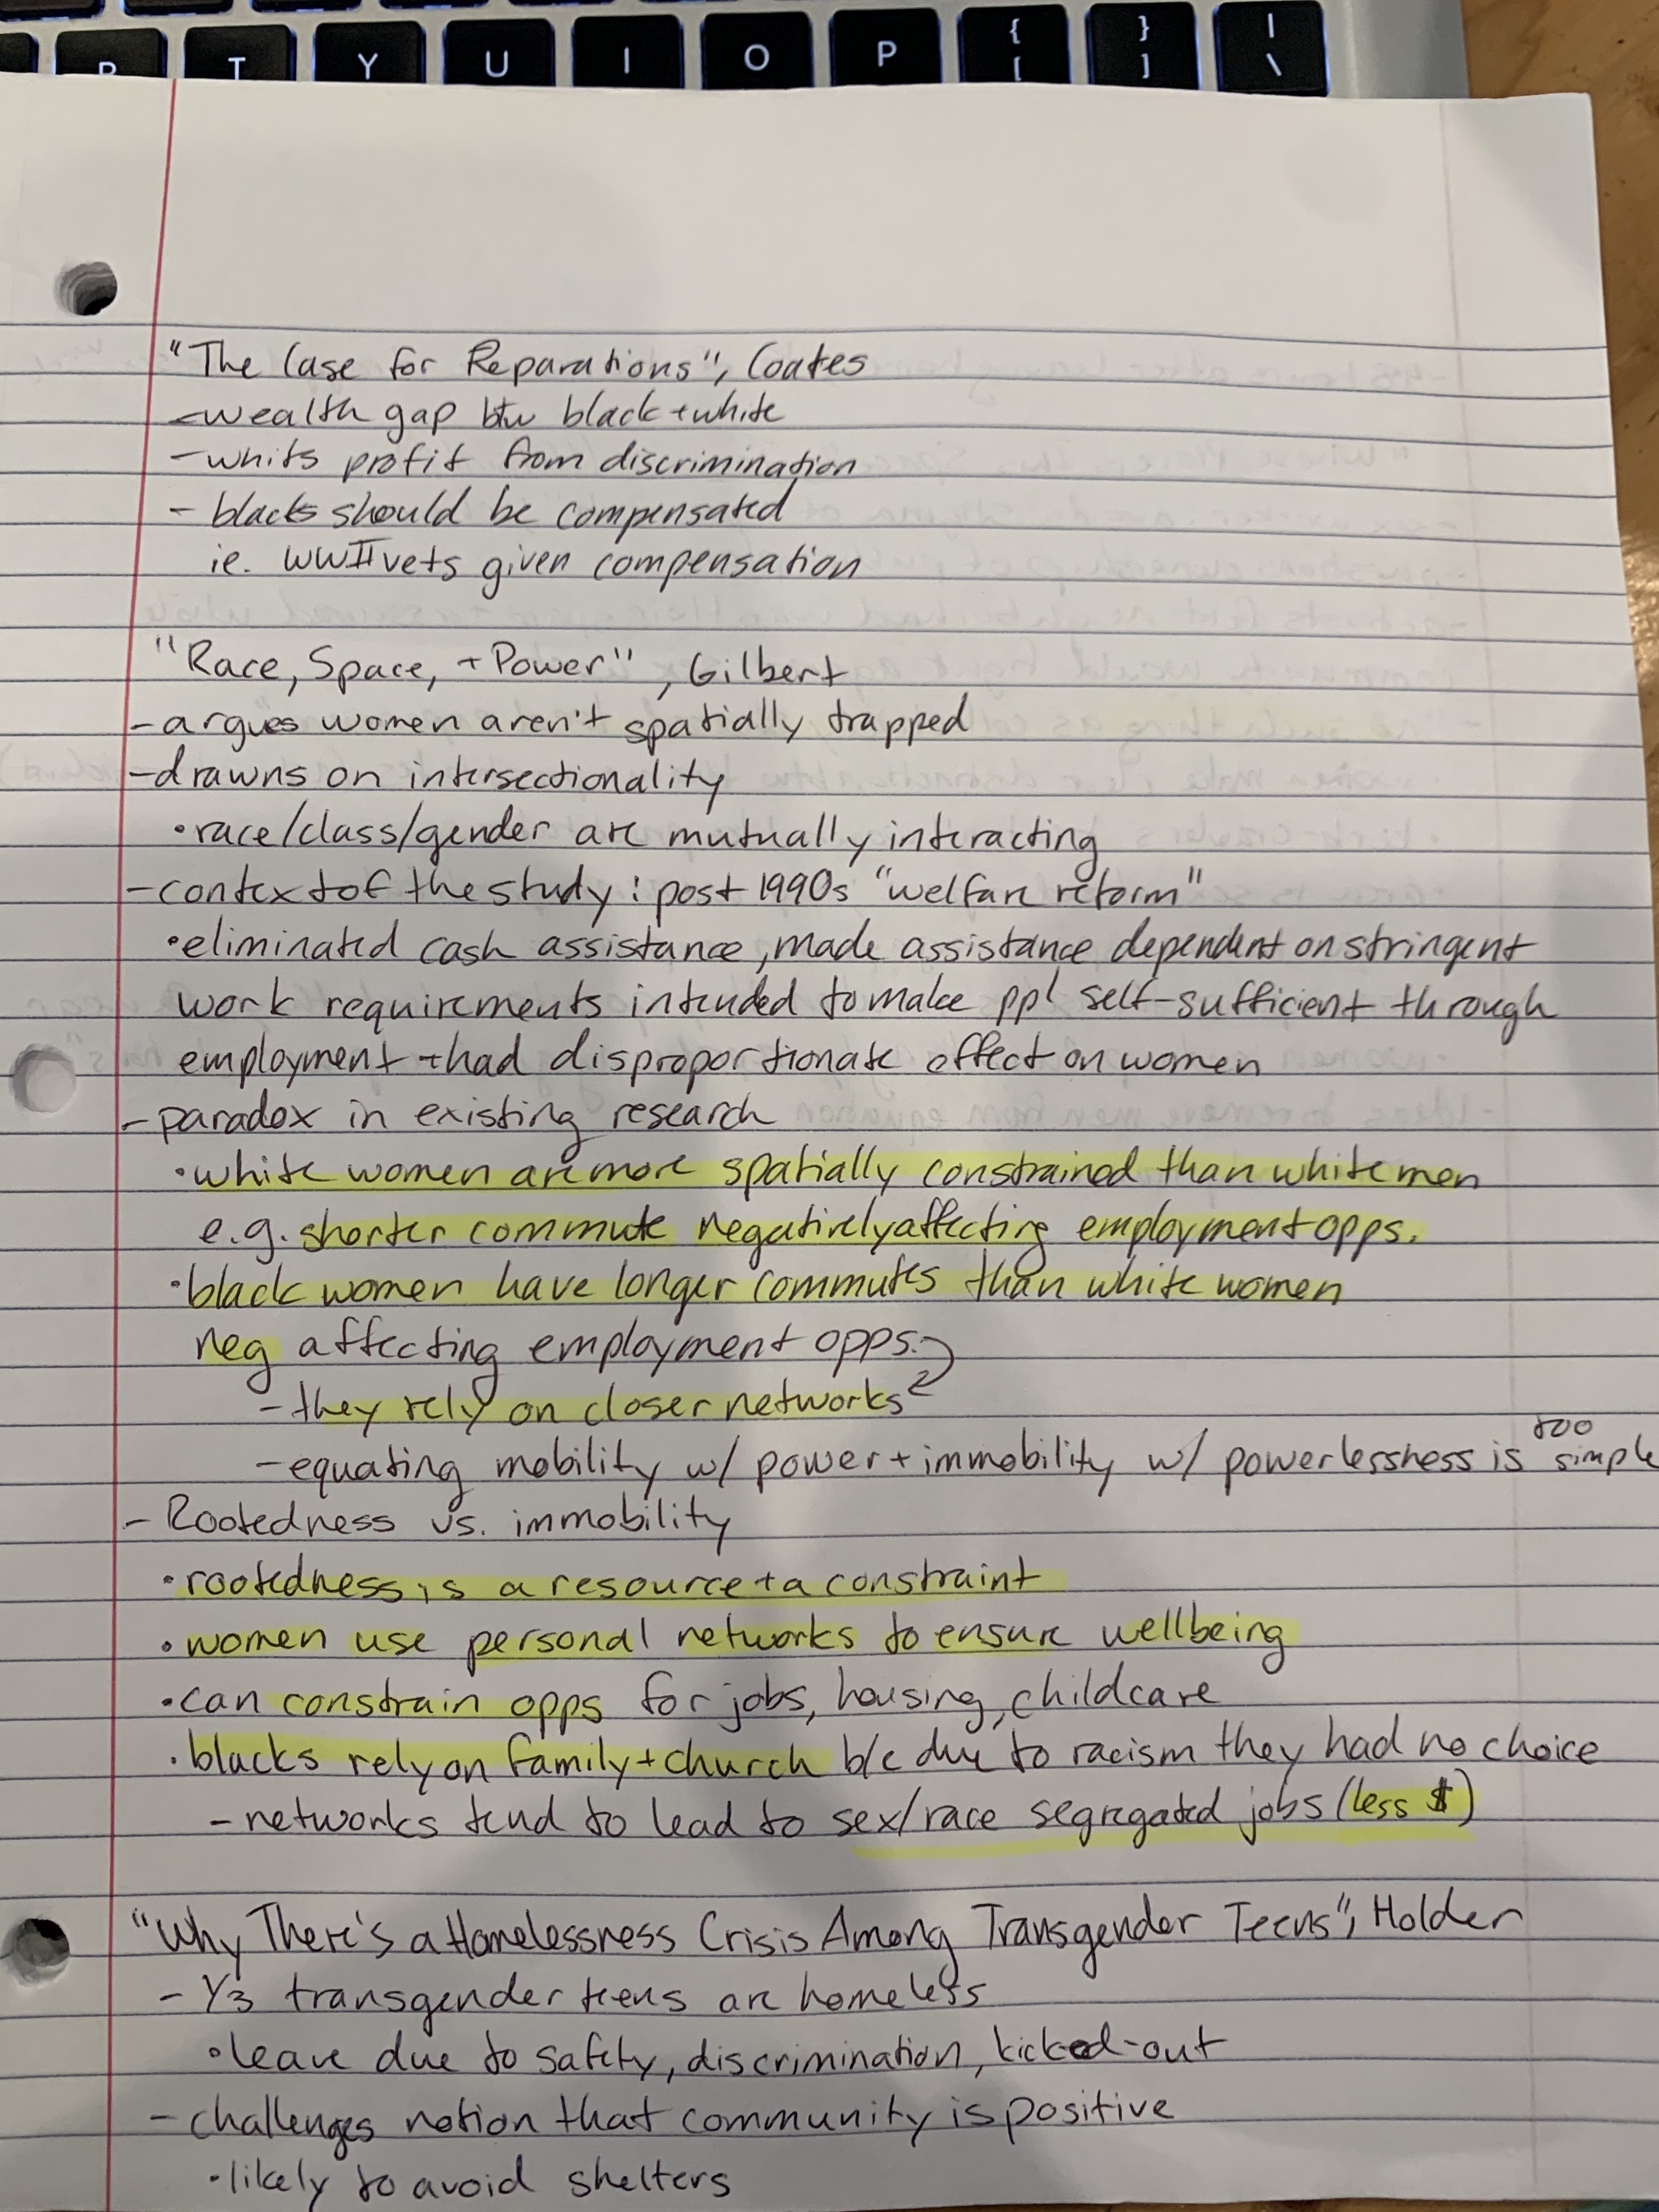 R T Y U I O P { [ } ] | \
"The Case for Reparations", Coates
- wealth gap btw black + white
- whits profit from discrimination
- blacks should be compensated
ie. WWII vets given compensation
"Race, Space, + Power", Gilbert
- argues women aren't spatially trapped
- drawns on intersectionality
• race/class/gender are mutually interacting
- context of the study: post 1990s "welfare reform"
• eliminated cash assistance, made assistance dependent on stringent
work requirements intended to make ppl self-sufficient through
employment + had disproportionate effect on women
- paradox in existing research
• white women are more spatially constrained than white men
e.g. shorter commute negatively affecting employment opps.
• black women have longer commutes than white women
neg affecting employment opps.
- they rely on closer networks
- equating mobility w/ power + immobility w/ powerlessness is too simple
- Rootedness vs. immobility
• rootedness is a resource + a constraint
• women use personal networks to ensure wellbeing
• can constrain opps for jobs, housing, childcare
• blacks rely on family + church b/c due to racism they had no choice
- networks tend to lead to sex/race segregated jobs (less $)
"Why There's a Homelessness Crisis Among Transgender Teens", Holder
- 1/3 transgender teens are homeless
• leave due to safety, discrimination, kicked-out
- challenges notion that community is positive
• likely to avoid shelters